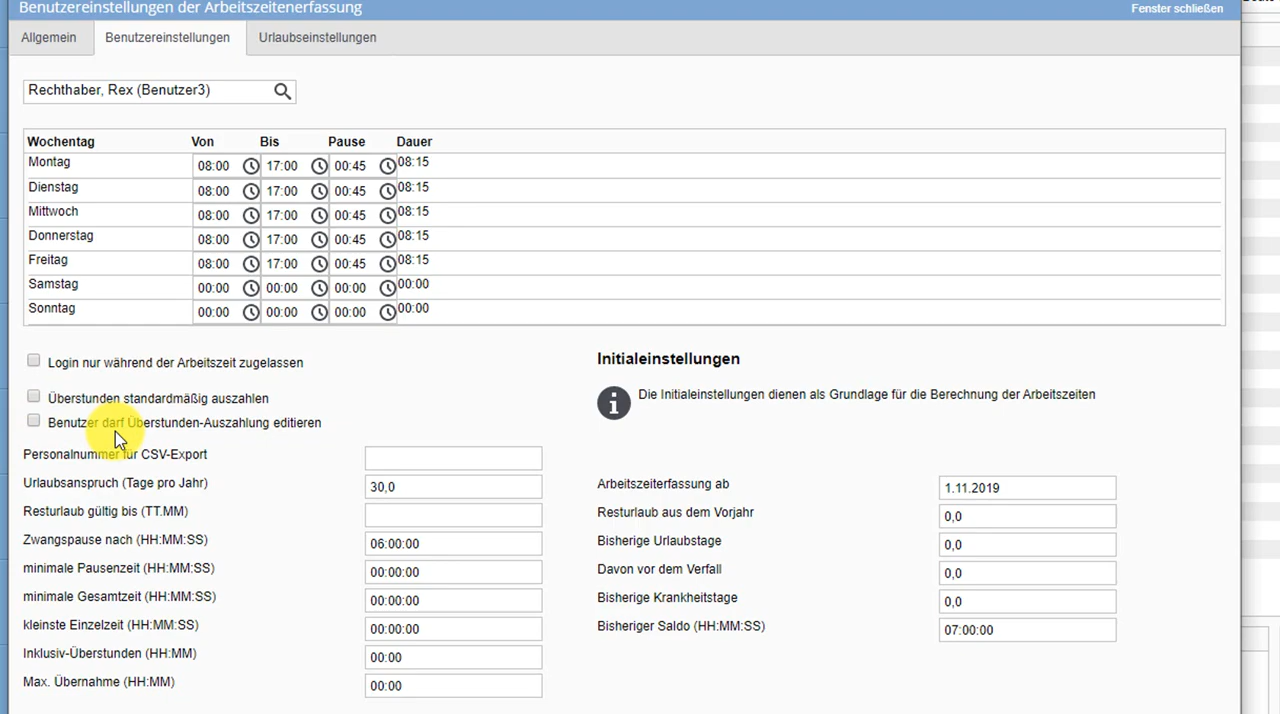 Benutzereinstellungen der Arbeitszeitenerfassung
Fenster schließen
Allgemein
Benutzereinstellungen
Urlaubseinstellungen
Rechthaber, Rex (Benutzer3)
Wochentag Von Bis Pause Dauer
Montag 08:00 17:00 00:45 08:15
Dienstag 08:00 17:00 00:45 08:15
Mittwoch 08:00 17:00 00:45 08:15
Donnerstag 08:00 17:00 00:45 08:15
Freitag 08:00 17:00 00:45 08:15
Samstag 00:00 00:00 00:00 00:00
Sonntag 00:00 00:00 00:00 00:00
Login nur während der Arbeitszeit zugelassen
Überstunden standardmäßig auszahlen
Benutzer darf Überstunden-Auszahlung editieren
Personalnummer für CSV-Export
Urlaubsanspruch (Tage pro Jahr) 30,0
Resturlaub gültig bis (TT.MM)
Zwangspause nach (HH:MM:SS) 06:00:00
minimale Pausenzeit (HH:MM:SS) 00:00:00
minimale Gesamtzeit (HH:MM:SS) 00:00:00
kleinste Einzelzeit (HH:MM:SS) 00:00:00
Inklusiv-Überstunden (HH:MM) 00:00
Max. Übernahme (HH:MM) 00:00
Initialeinstellungen
Die Initialeinstellungen dienen als Grundlage für die Berechnung der Arbeitszeiten
Arbeitszeiterfassung ab 1.11.2019
Resturlaub aus dem Vorjahr 0,0
Bisherige Urlaubstage 0,0
Davon vor dem Verfall 0,0
Bisherige Krankheitstage 0,0
Bisheriger Saldo (HH:MM:SS) 07:00:00